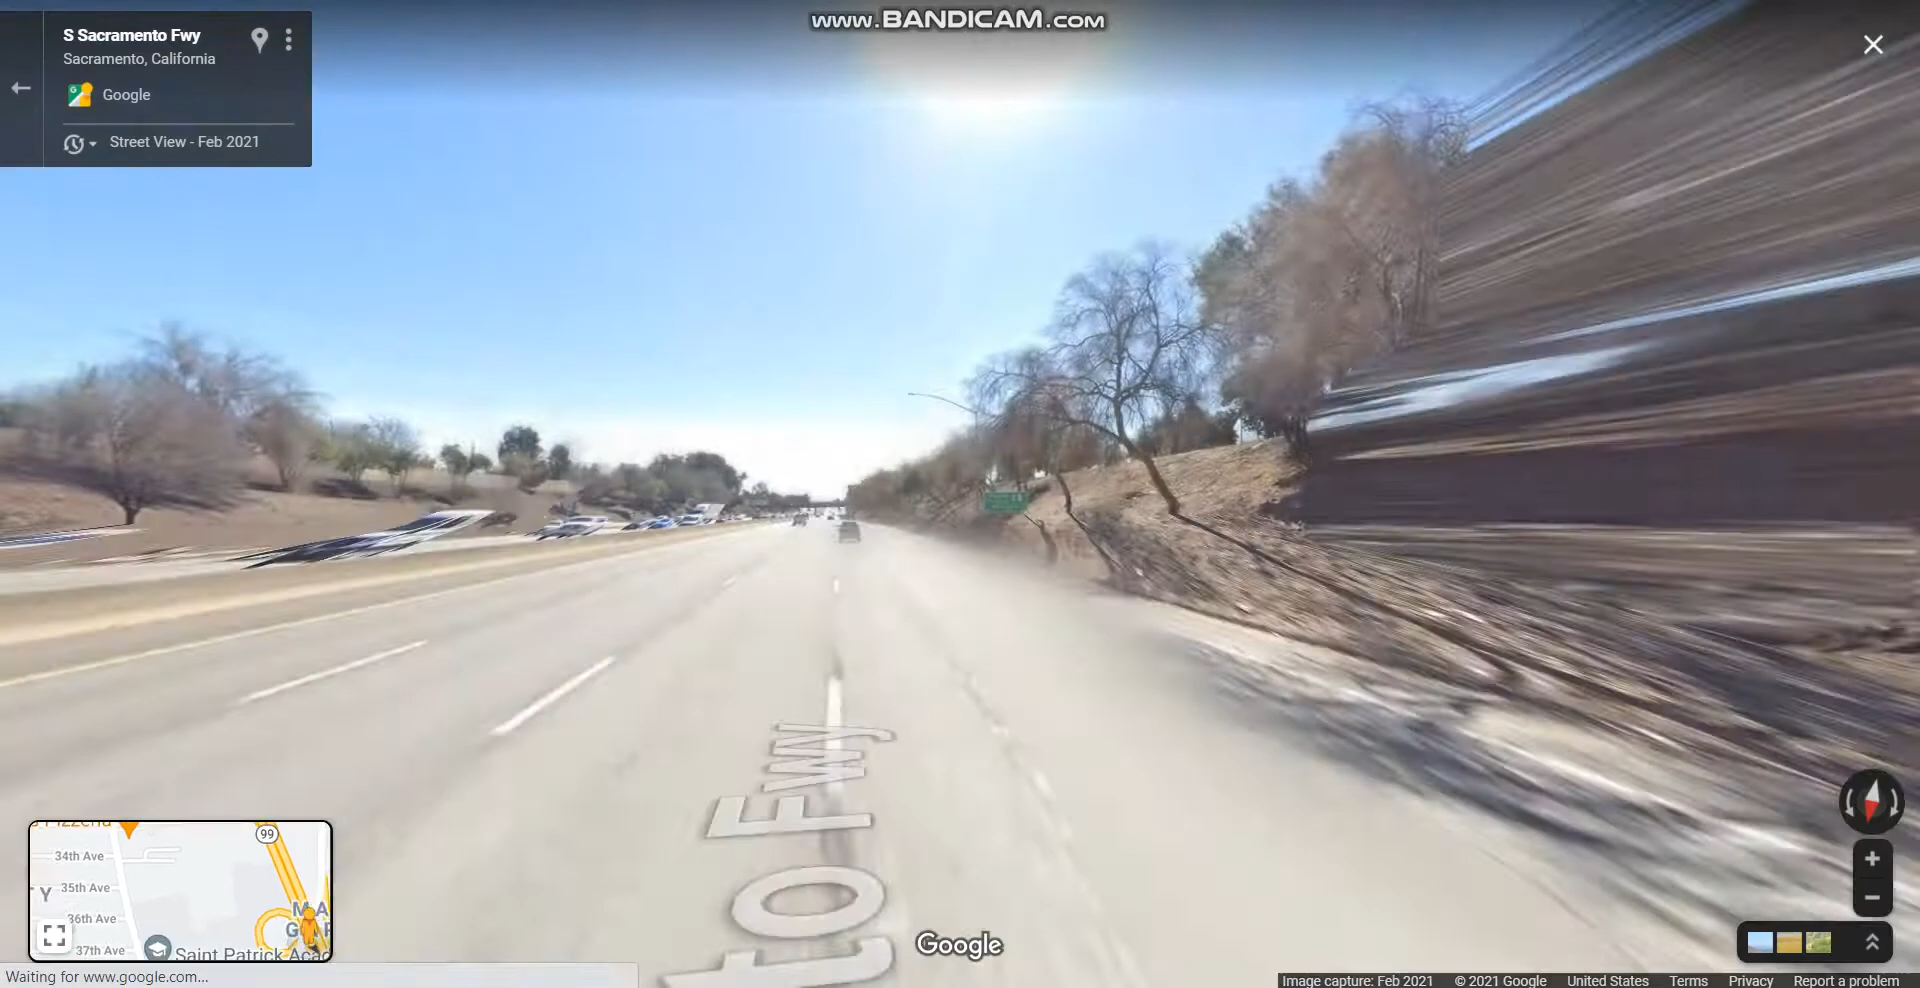 www.BANDICAM.com
S Sacramento Fwy
Sacramento, California
Google
Street View - Feb 2021
to Fwy
99
34th Ave
35th Ave
Y
36th Ave
37th Ave
Saint Patrick Acad
Google
Waiting for www.google.com...
Image capture: Feb 2021 © 2021 Google United States Terms Privacy Report a problem